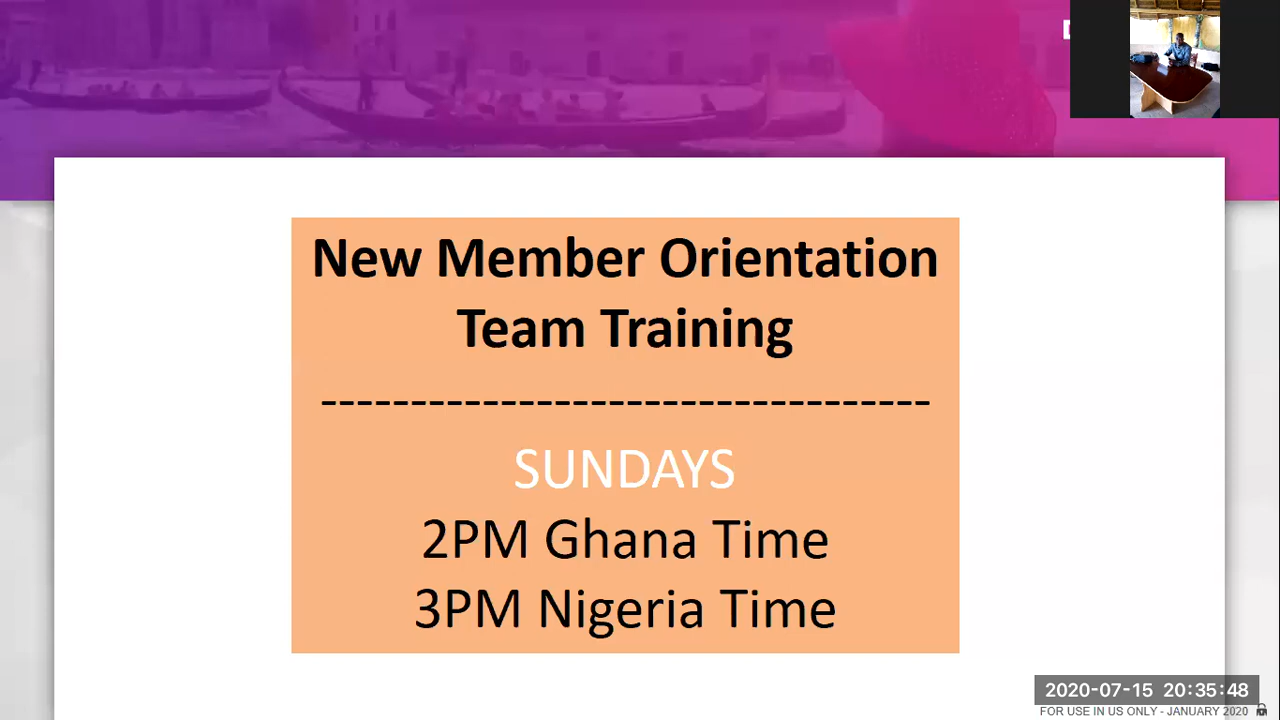 New Member Orientation
Team Training
----------------------------------
SUNDAYS
2PM Ghana Time
3PM Nigeria Time
2020-07-15 20:35:48
FOR USE IN US ONLY - JANUARY 2020